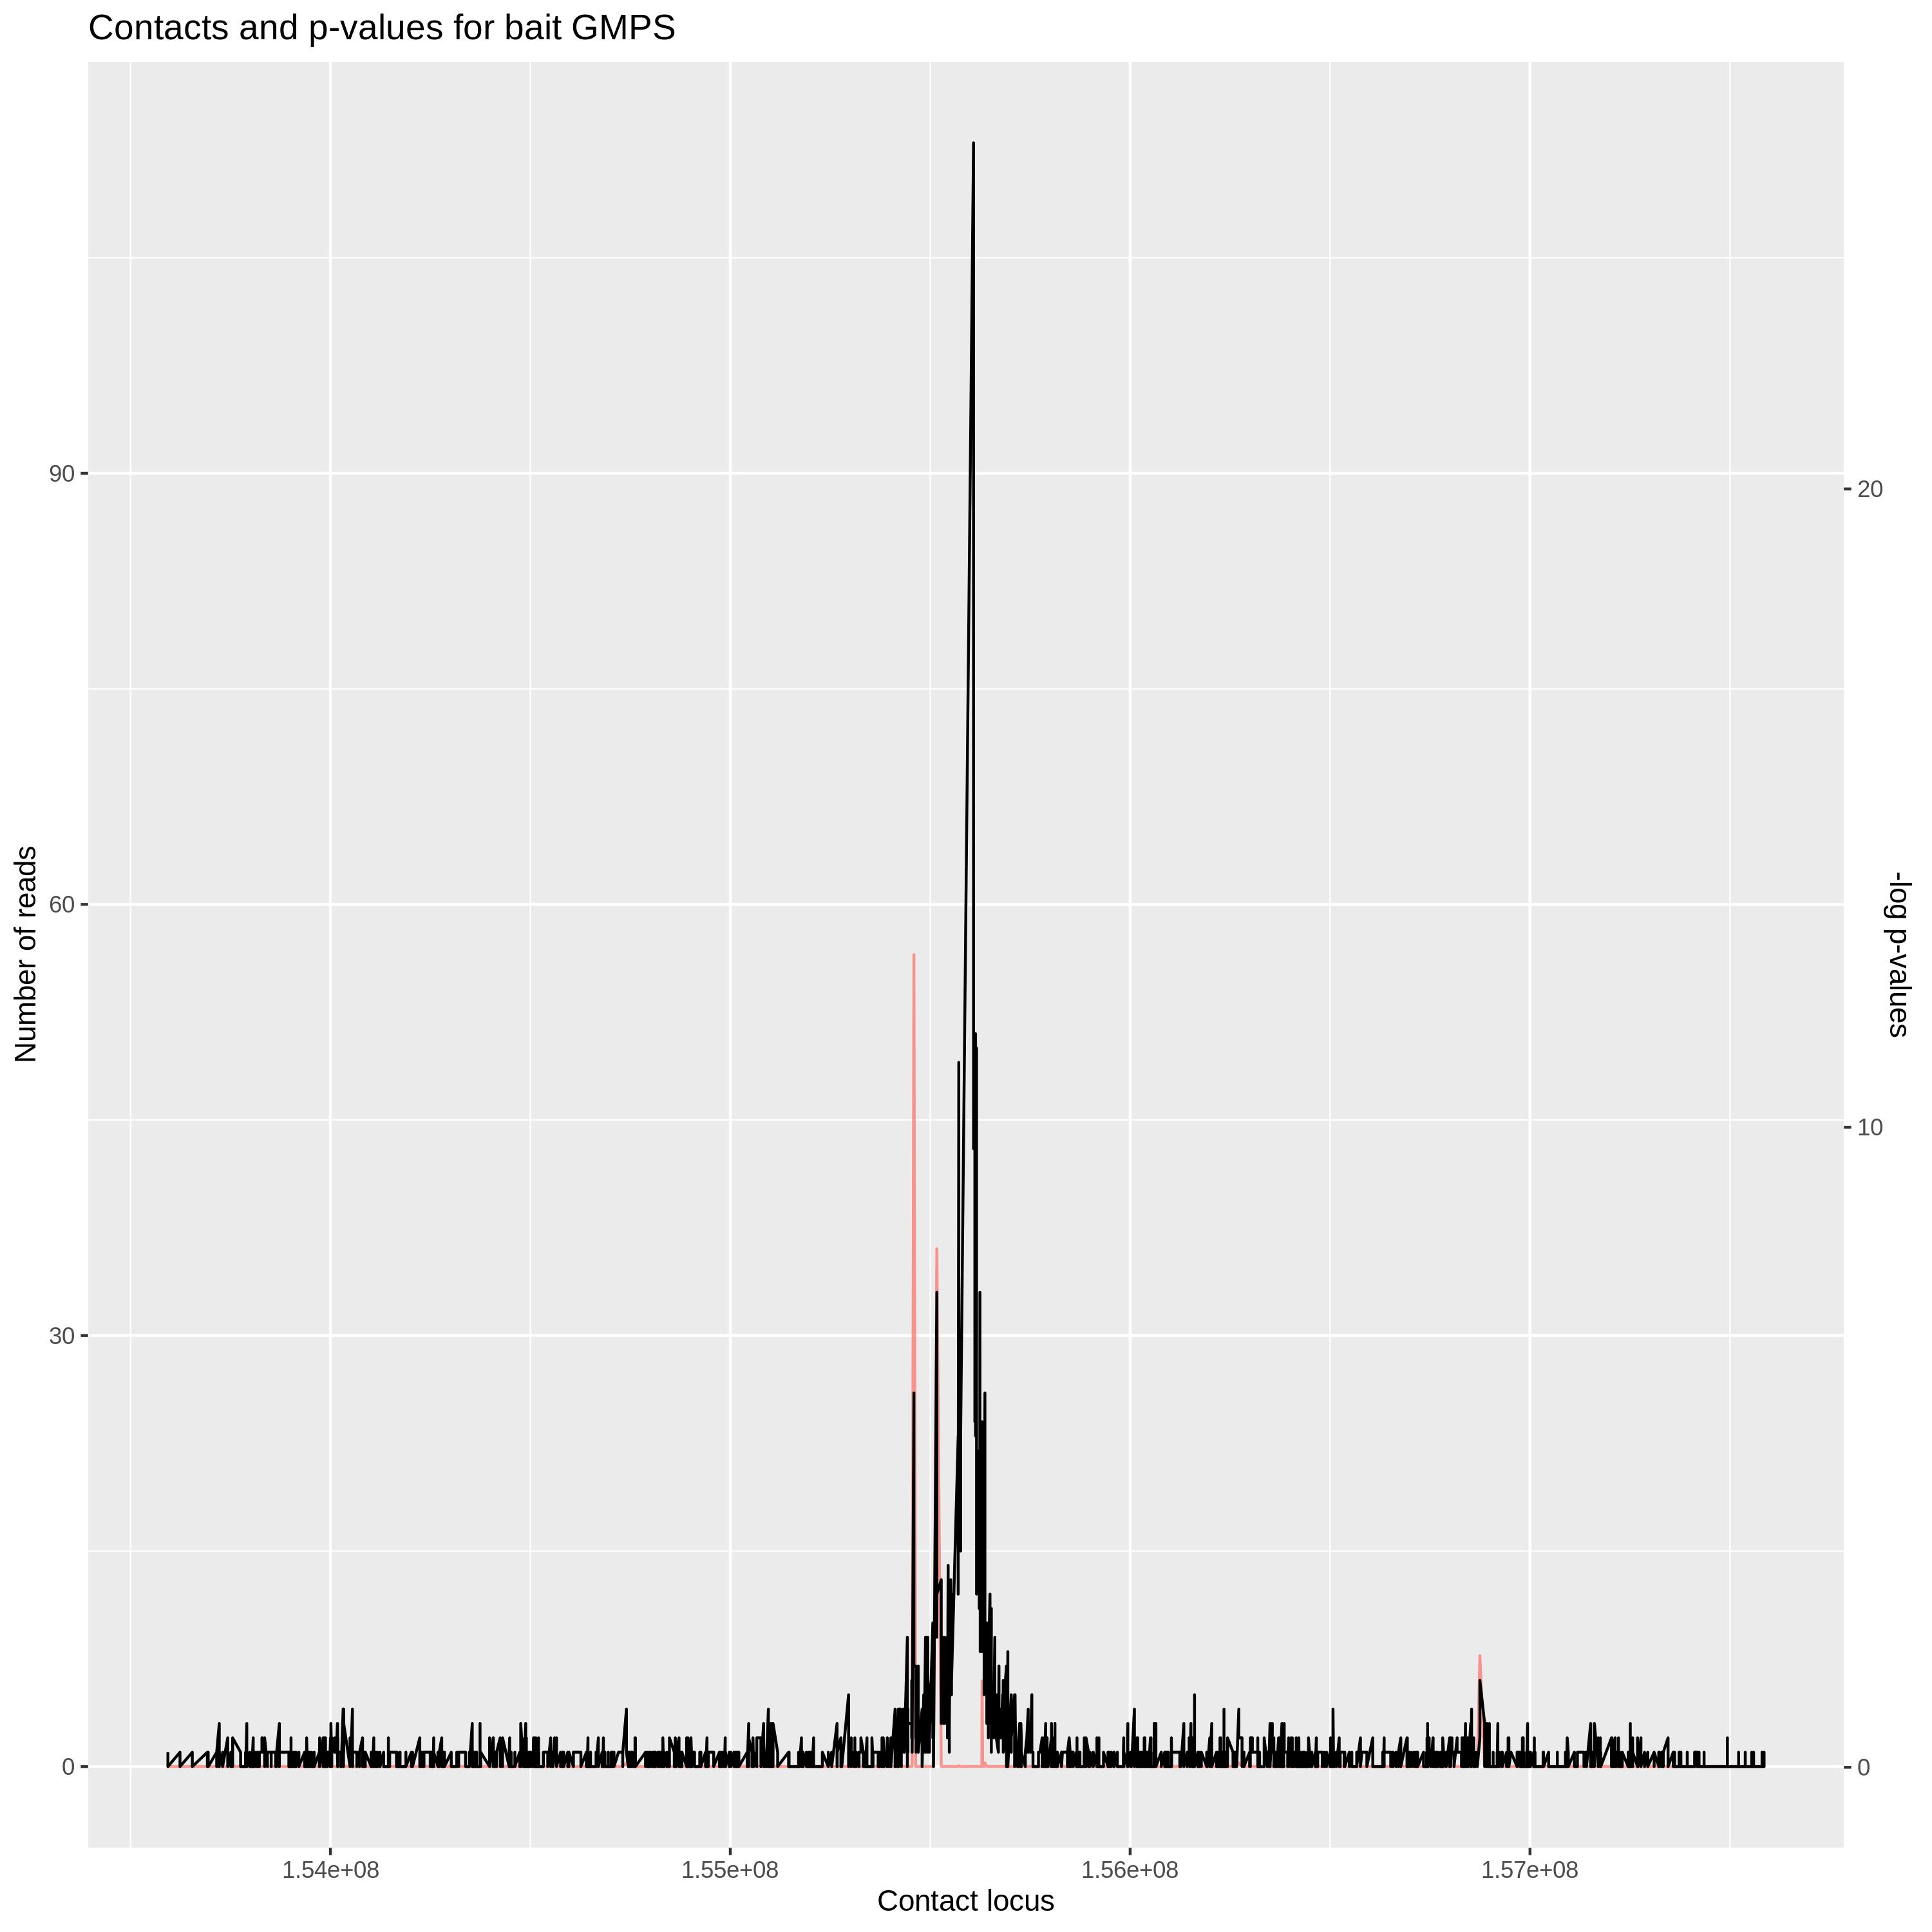 Contacts and p-values for bait GMPS
Number of reads
90
60
30
0
20
10
0
-log p-values
1.54e+08
1.55e+08
1.56e+08
1.57e+08
Contact locus